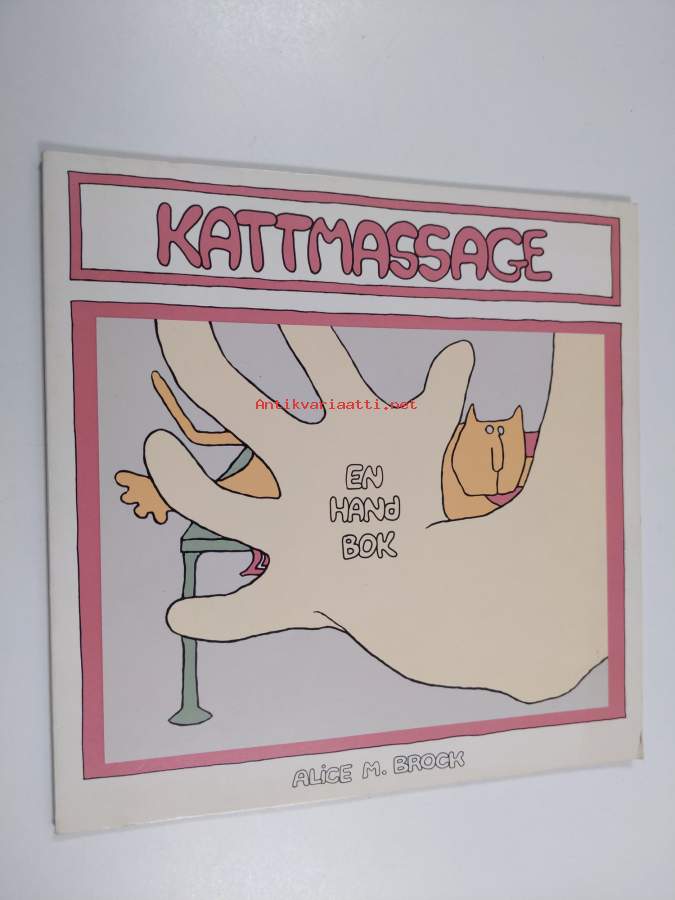 KATTMASSAGE
Antikvariaatti.net
EN
HANd
BOK
ALiCE M. BROCK